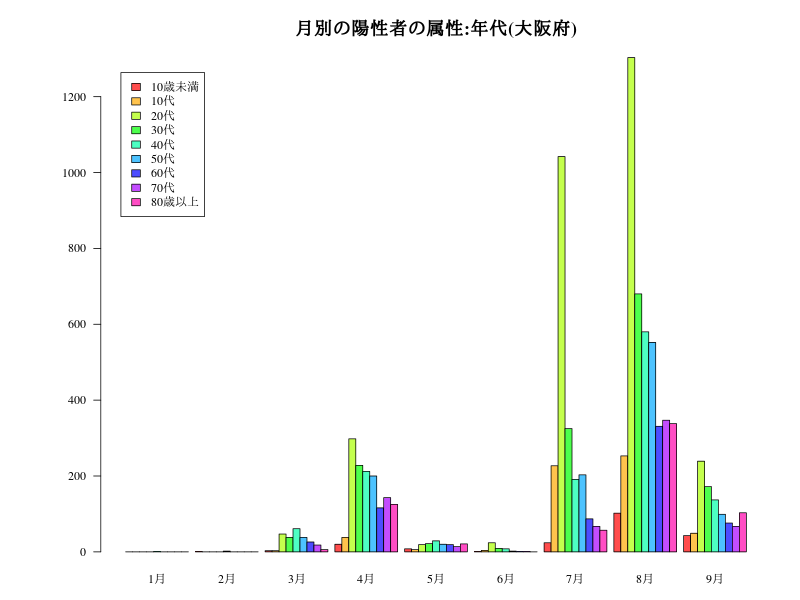 月別の陽性者の属性:年代(大阪府)
10歳未満
10代
20代
30代
40代
50代
60代
70代
80歳以上
1200
1000
800
600
400
200
0
1月 2月 3月 4月 5月 6月 7月 8月 9月